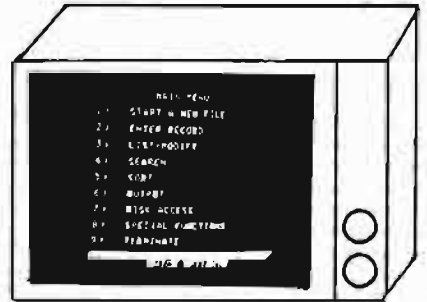 MAIN MENU
1) START A NEW FILE
2) ENTER RECORD
3) LIST/MODIFY
4) SEARCH
5) SORT
6) OUTPUT
7) DISK ACCESS
8) SPECIAL FUNCTIONS
9) TERMINATE